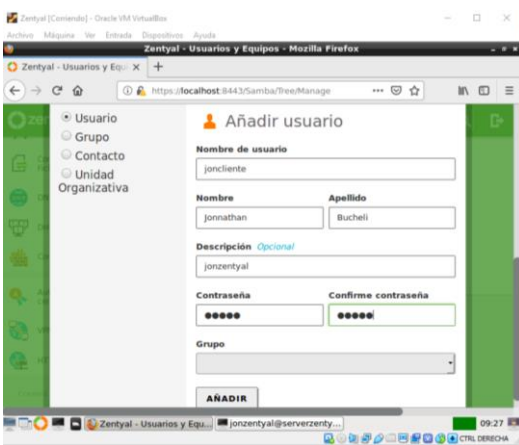 Zentyal [Corriendo] - Oracle VM VirtualBox
Archivo Máquina Ver Entrada Dispositivos Ayuda
Zentyal - Usuarios y Equipos - Mozilla Firefox
Zentyal - Usuarios y Equ
https://localhost:8443/Samba/Tree/Manage
Usuario
Grupo
Contacto
Unidad
Organizativa
Añadir usuario
Nombre de usuario
joncliente
Nombre Apellido
Jonnathan Bucheli
Descripción Opcional
jonzentyal
Contraseña Confirme contraseña
Grupo
AÑADIR
Zentyal - Usuarios y Equ...
jonzentyal@serverzenty...
09:27
CTRL DERECHA